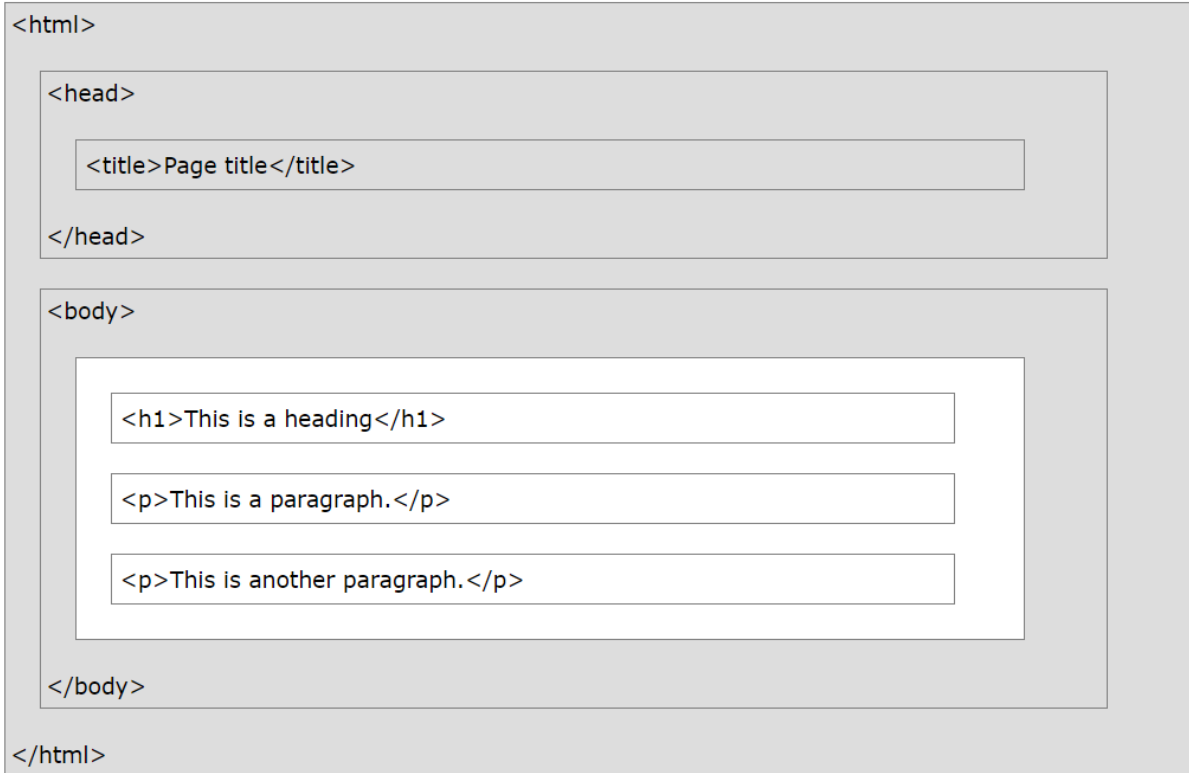 <html>
<head>
<title>Page title</title>
</head>
<body>
<h1>This is a heading</h1>
<p>This is a paragraph.</p>
<p>This is another paragraph.</p>
</body>
</html>